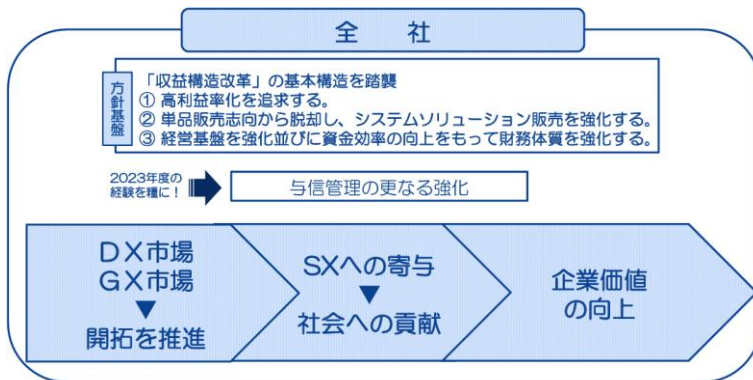 全 社
方針基盤
「収益構造改革」の基本構造を踏襲
① 高利益率化を追求する。
② 単品販売志向から脱却し、システムソリューション販売を強化する。
③ 経営基盤を強化並びに資金効率の向上をもって財務体質を強化する。
2023年度の
経験を糧に!
与信管理の更なる強化
DX市場
GX市場
▼
開拓を推進
SXへの寄与
▼
社会への貢献
企業価値
の向上